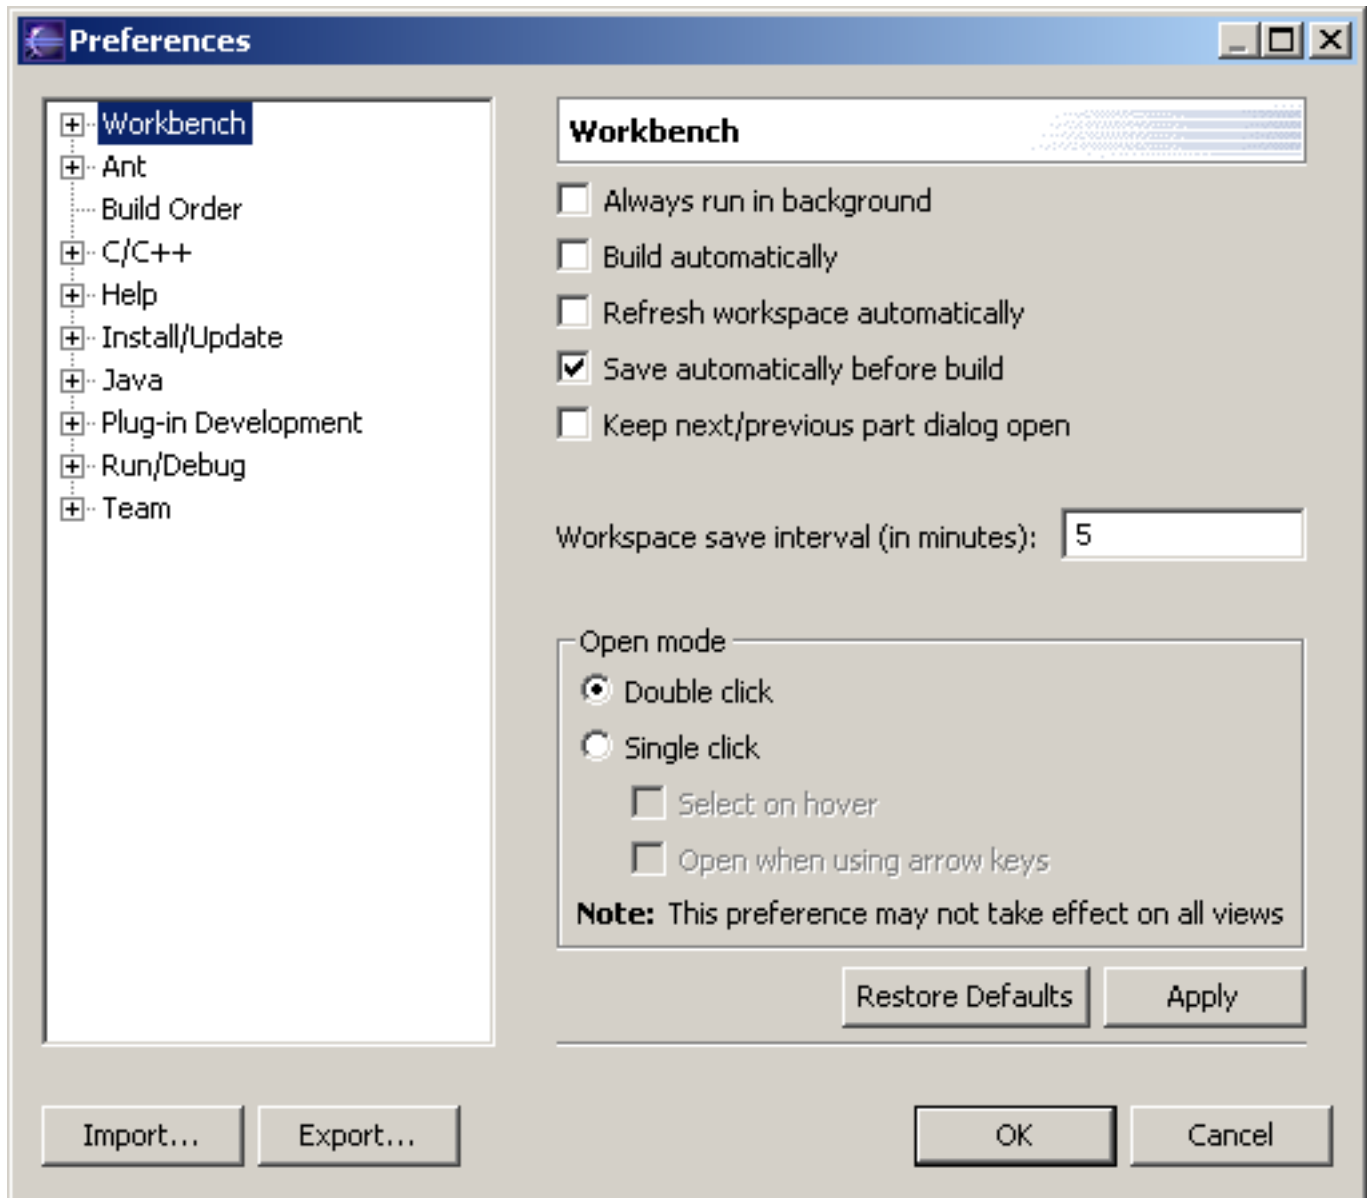 Preferences
Workbench
Ant
Build Order
C/C++
Help
Install/Update
Java
Plug-in Development
Run/Debug
Team
Workbench
Always run in background
Build automatically
Refresh workspace automatically
Save automatically before build
Keep next/previous part dialog open
Workspace save interval (in minutes): 5
Open mode
Double click
Single click
Select on hover
Open when using arrow keys
Note: This preference may not take effect on all views
Restore Defaults Apply
Import... Export... OK Cancel